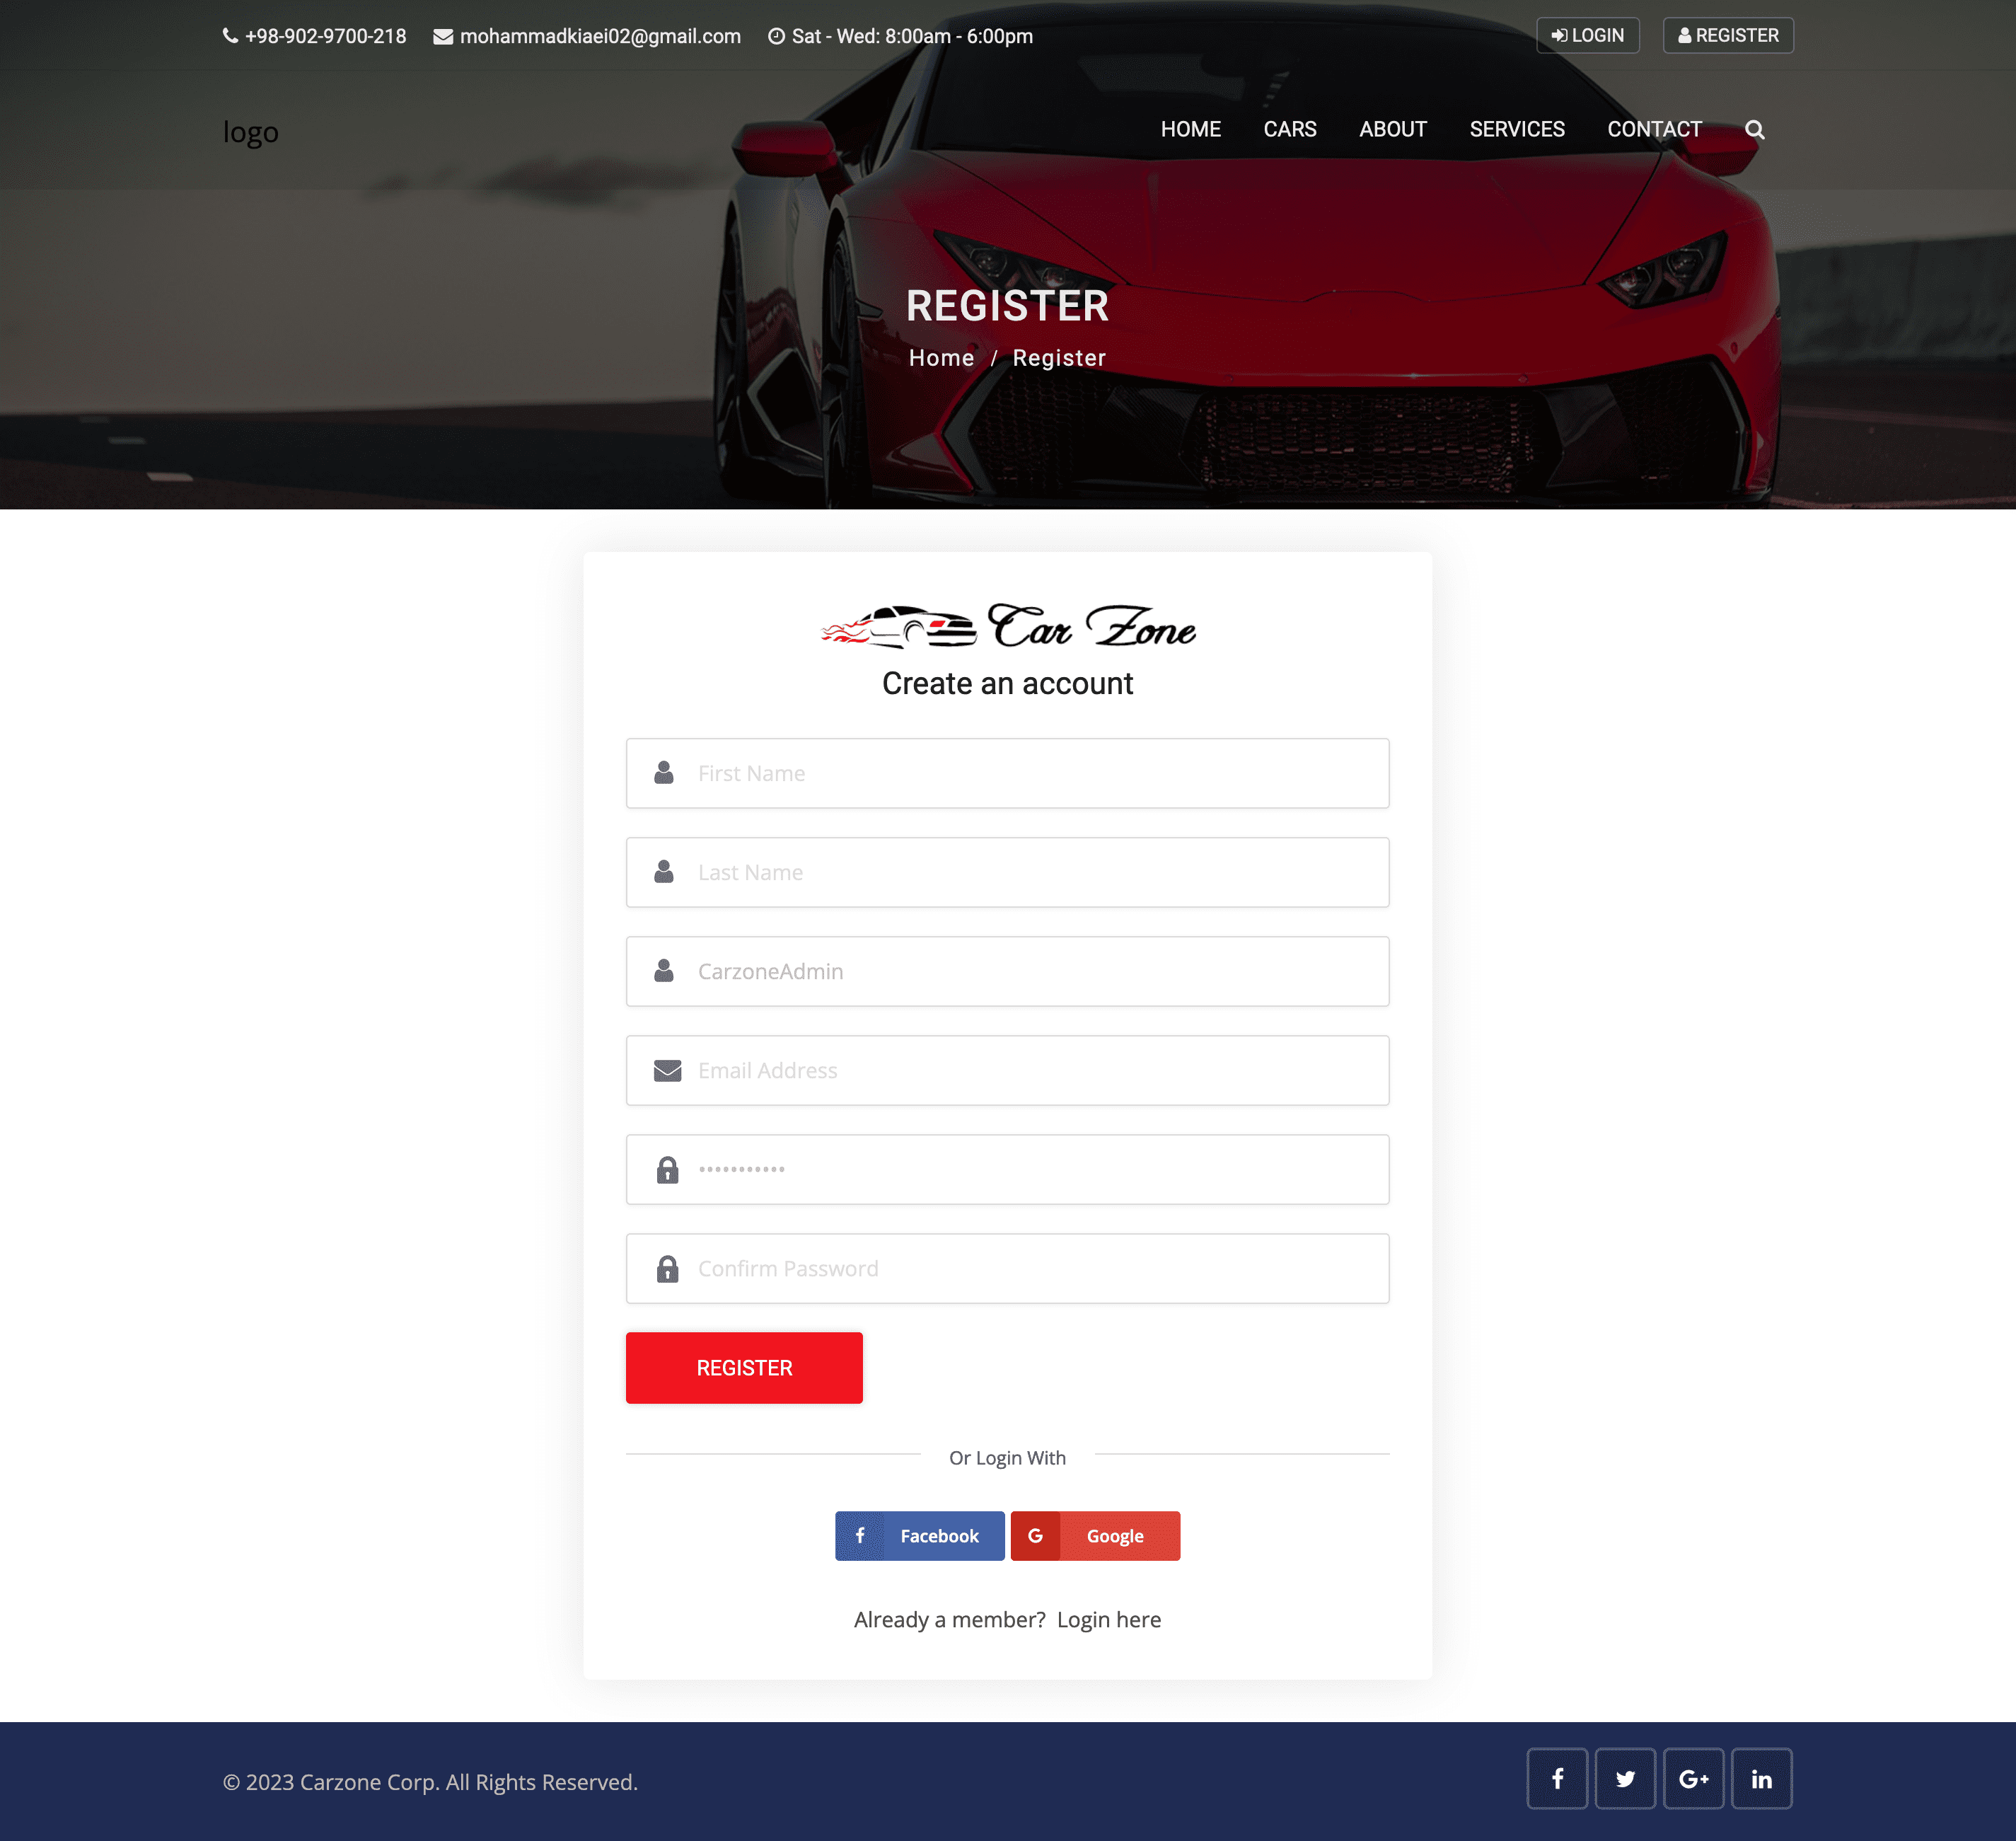 +98-902-9700-218 mohammadkiaei02@gmail.com Sat - Wed: 8:00am - 6:00pm LOGIN REGISTER
logo HOME CARS ABOUT SERVICES CONTACT
REGISTER
Home / Register
Car Zone
Create an account
First Name
Last Name
CarzoneAdmin
Email Address
•••••••••••
Confirm Password
REGISTER
Or Login With
f Facebook G Google
Already a member? Login here
© 2023 Carzone Corp. All Rights Reserved. f G+ in